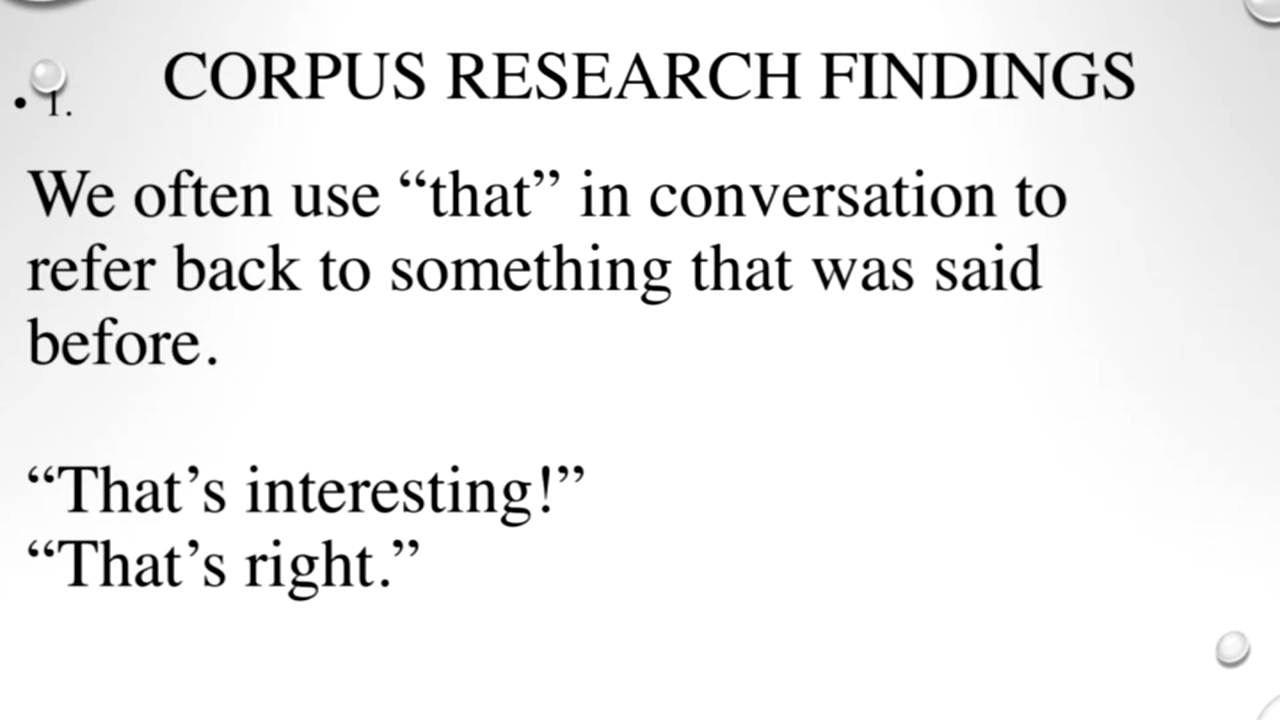 CORPUS RESEARCH FINDINGS
• 1.
We often use “that” in conversation to
refer back to something that was said
before.
“That’s interesting!”
“That’s right.”